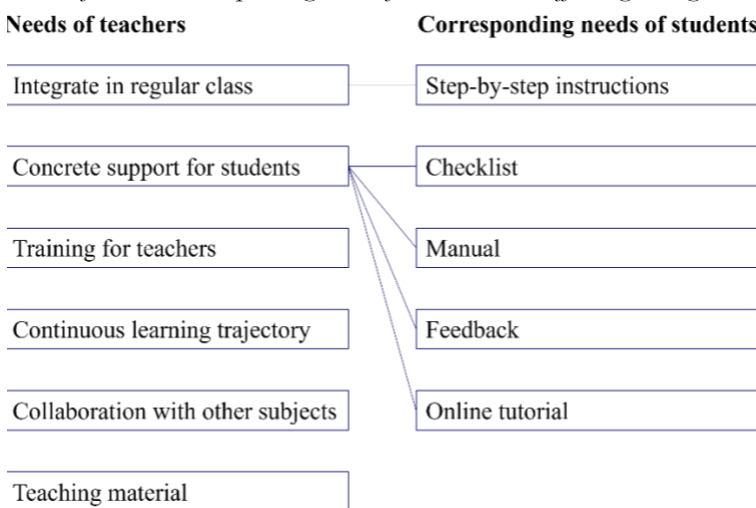 Needs of teachers Corresponding needs of students
Integrate in regular class Step-by-step instructions
Concrete support for students Checklist
Training for teachers Manual
Continuous learning trajectory Feedback
Collaboration with other subjects Online tutorial
Teaching material